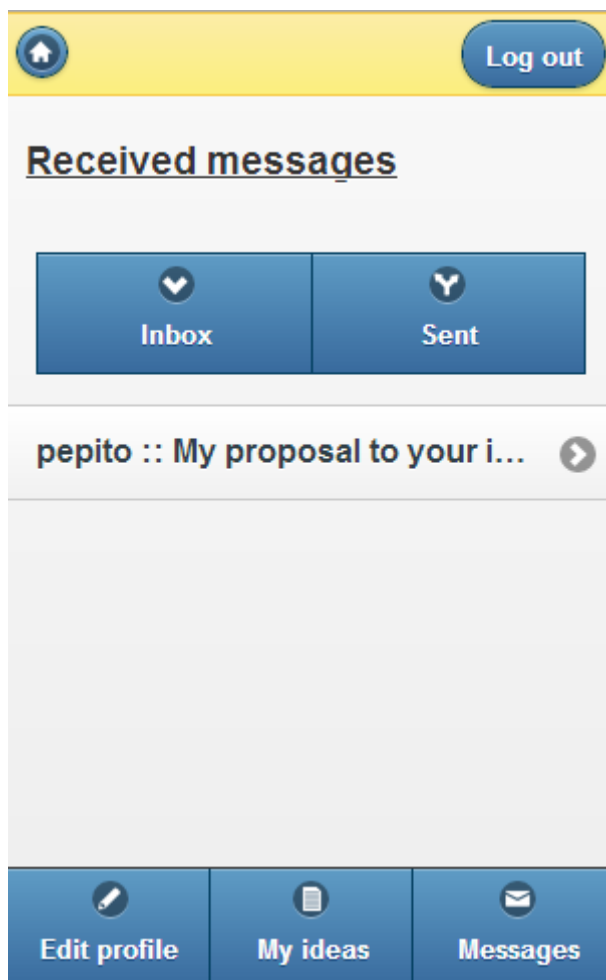 Log out
Received messages
Inbox
Sent
pepito :: My proposal to your i...
Edit profile
My ideas
Messages